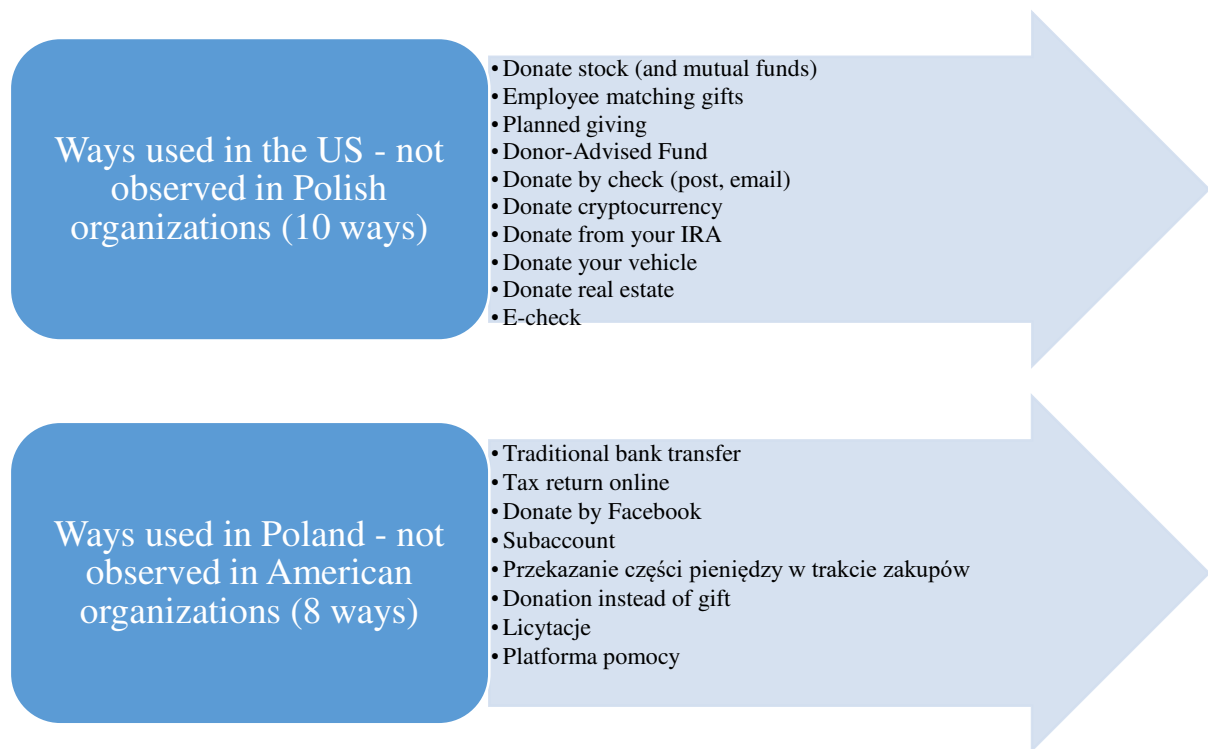 Ways used in the US - not
observed in Polish
organizations (10 ways)
• Donate stock (and mutual funds)
• Employee matching gifts
• Planned giving
• Donor-Advised Fund
• Donate by check (post, email)
• Donate cryptocurrency
• Donate from your IRA
• Donate your vehicle
• Donate real estate
• E-check
Ways used in Poland - not
observed in American
organizations (8 ways)
• Traditional bank transfer
• Tax return online
• Donate by Facebook
• Subaccount
• Przekazanie części pieniędzy w trakcie zakupów
• Donation instead of gift
• Licytacje
• Platforma pomocy